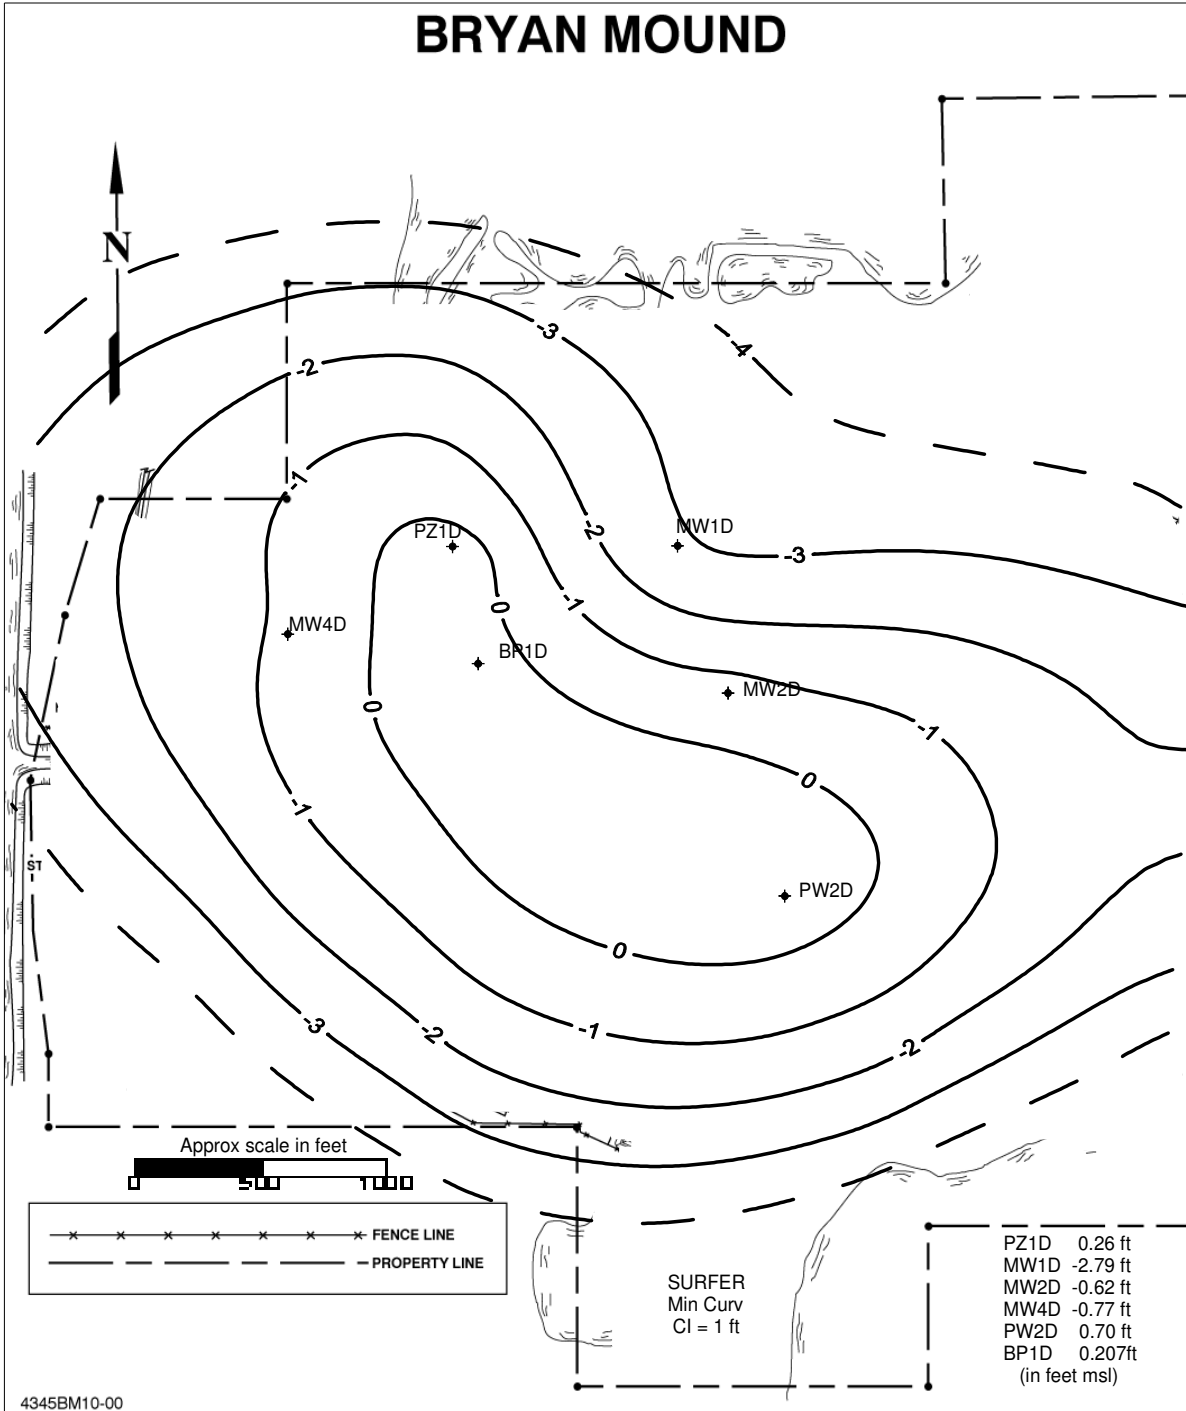 BRYAN MOUND
N
-3
-4
-2
-1
PZ1D
-2
MW1D
-3
0
-1
MW4D
BP1D
MW2D
0
-1
0
-1
ST
PW2D
0
-3
-2
-1
-2
Approx scale in feet
0 500 1000
FENCE LINE
PROPERTY LINE
SURFER
Min Curv
CI = 1 ft
PZ1D 0.26 ft
MW1D -2.79 ft
MW2D -0.62 ft
MW4D -0.77 ft
PW2D 0.70 ft
BP1D 0.207ft
(in feet msl)
4345BM10-00